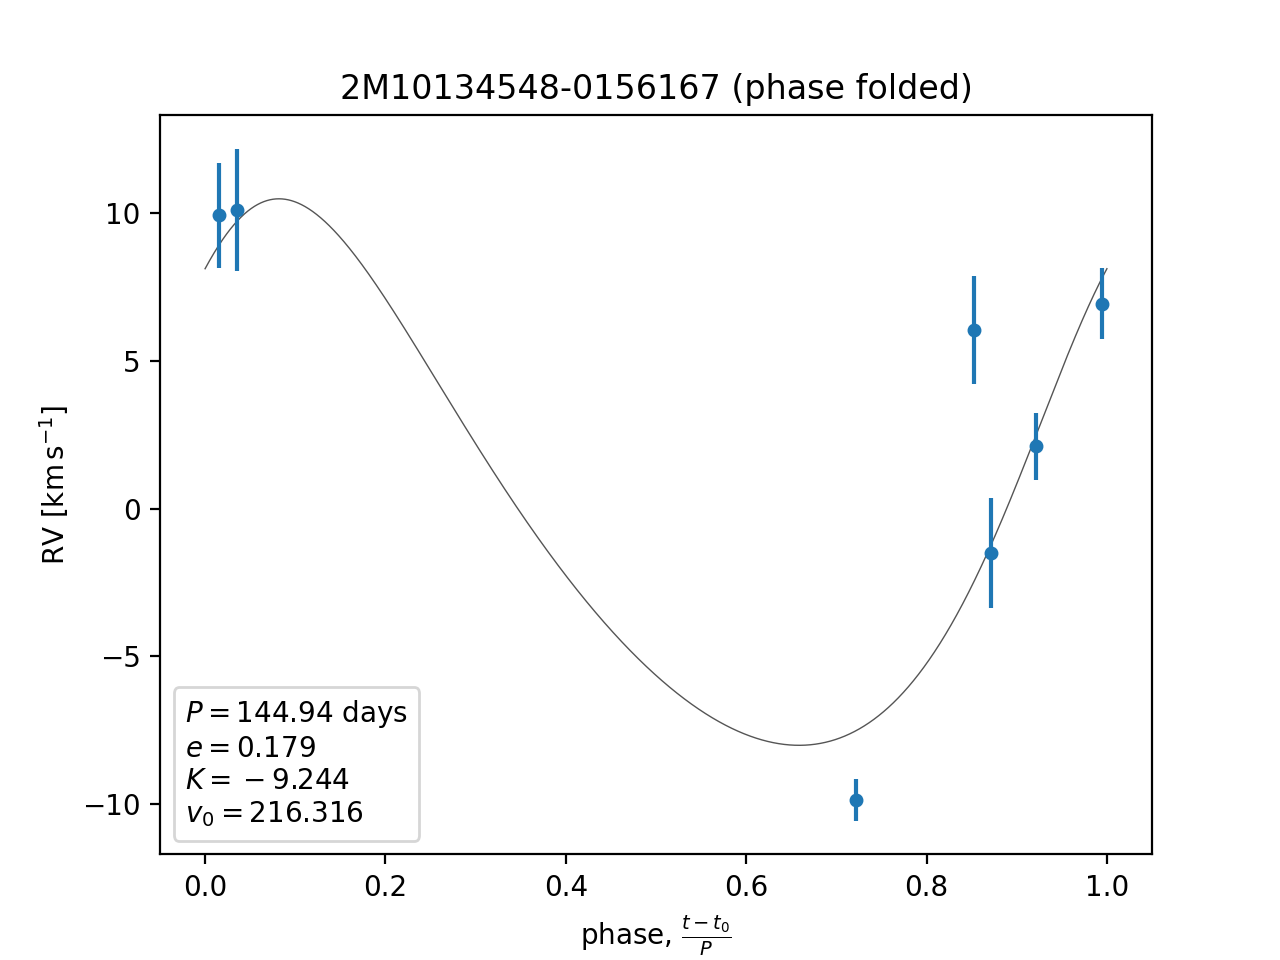 2M10134548-0156167 (phase folded)
10
5
0
−5
−10
RV [km s⁻¹]
P = 144.94 days
e = 0.179
K = −9.244
v₀ = 216.316
0.0 0.2 0.4 0.6 0.8 1.0
phase, (t − t₀)/P